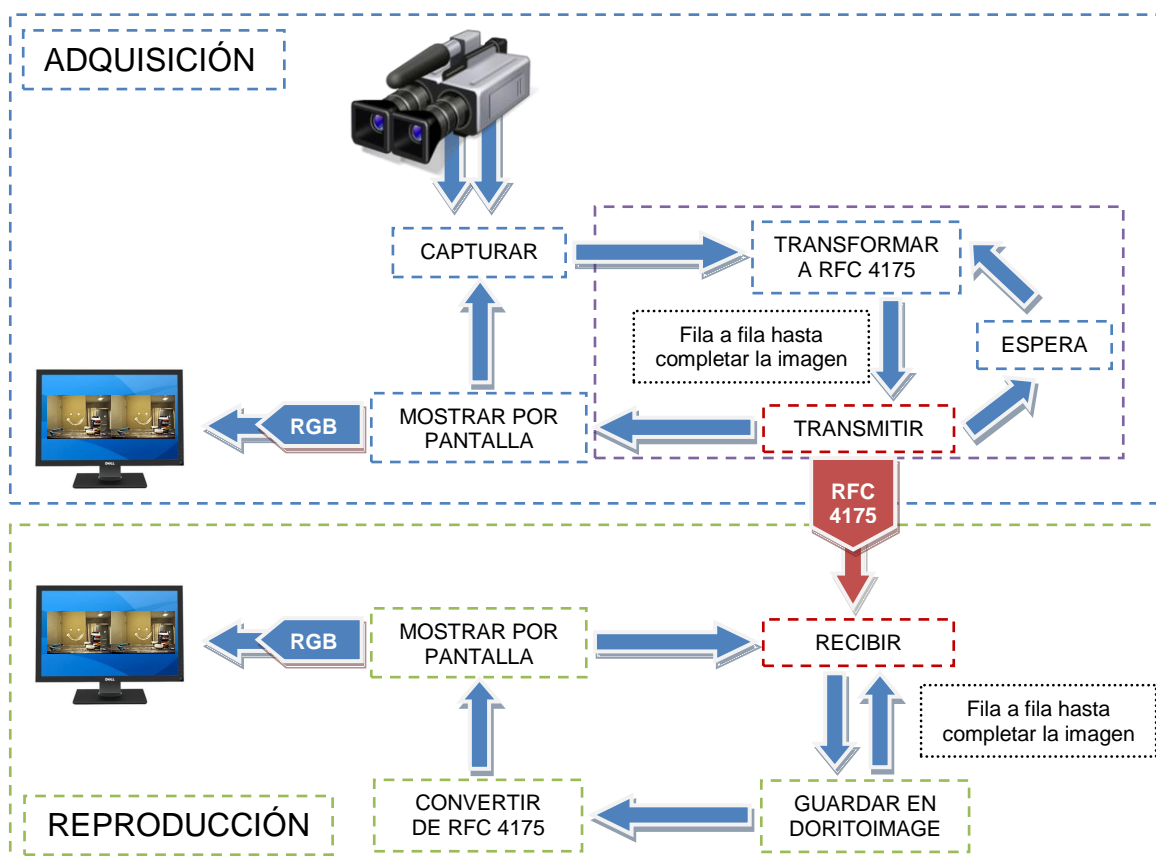 ADQUISICIÓN
CAPTURAR
TRANSFORMAR
A RFC 4175
Fila a fila hasta
completar la imagen
ESPERA
RGB
MOSTRAR POR
PANTALLA
TRANSMITIR
RFC
4175
RGB
MOSTRAR POR
PANTALLA
RECIBIR
Fila a fila hasta
completar la imagen
REPRODUCCIÓN
CONVERTIR
DE RFC 4175
GUARDAR EN
DORITOIMAGE